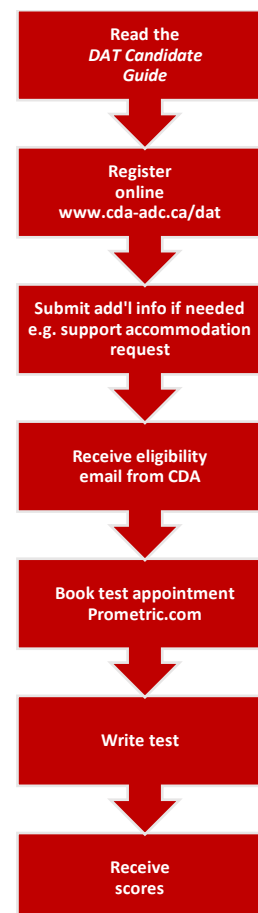 Read the
DAT Candidate
Guide
Register
online
www.cda-adc.ca/dat
Submit add'l info if needed
e.g. support accommodation
request
Receive eligibility
email from CDA
Book test appointment
Prometric.com
Write test
Receive
scores